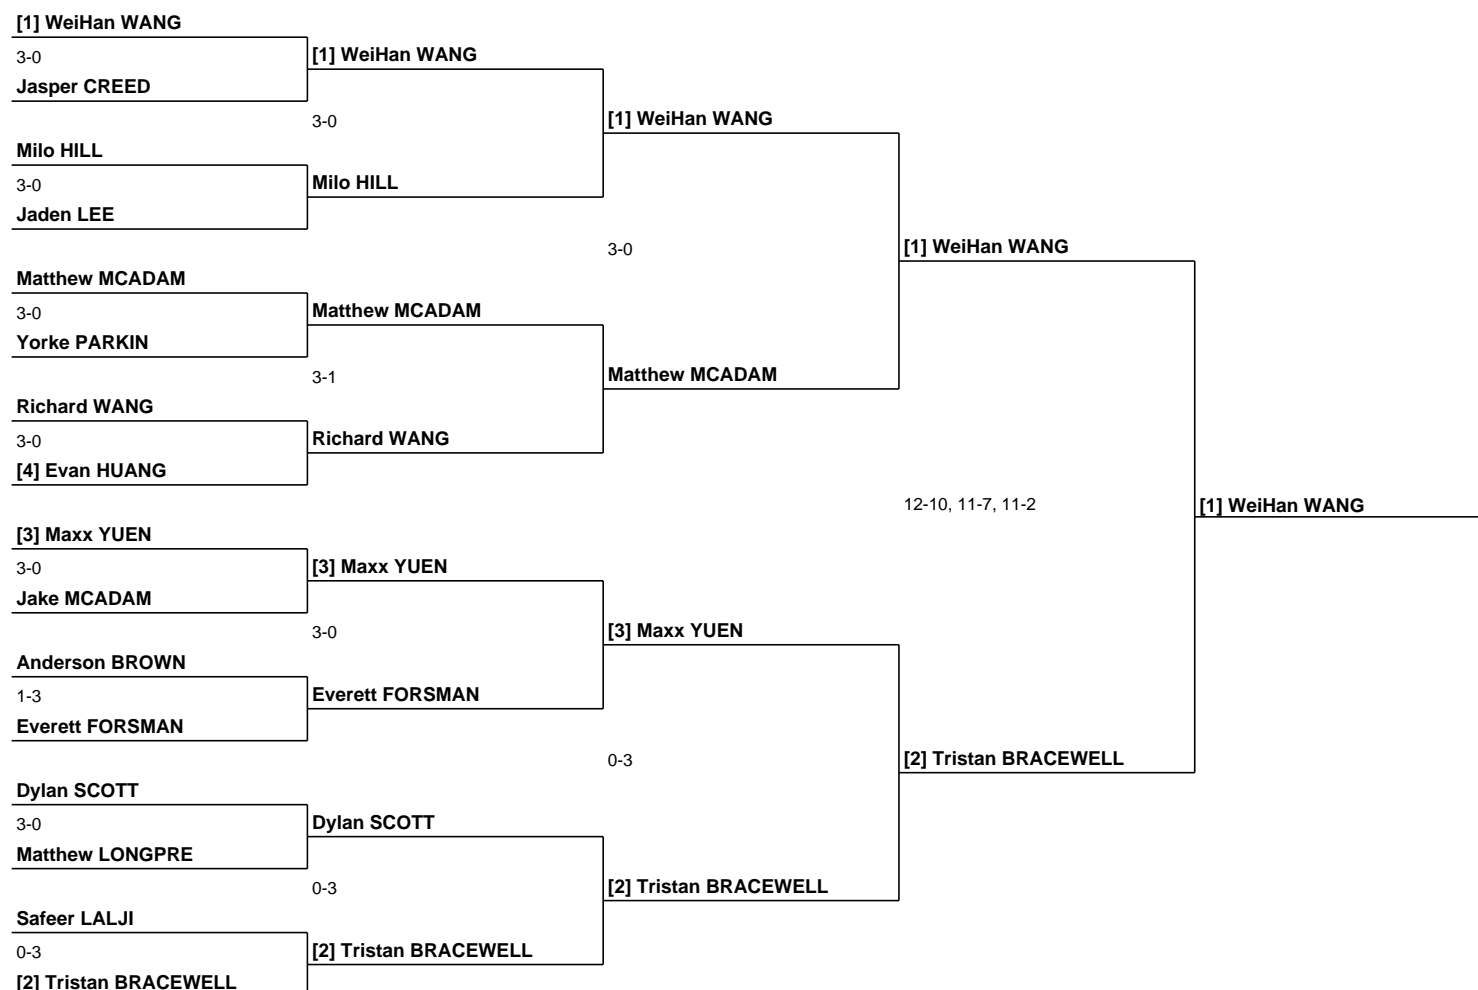 [1] WeiHan WANG
3-0
Jasper CREED
Milo HILL
3-0
Jaden LEE
Matthew MCADAM
3-0
Yorke PARKIN
Richard WANG
3-0
[4] Evan HUANG
[3] Maxx YUEN
3-0
Jake MCADAM
Anderson BROWN
1-3
Everett FORSMAN
Dylan SCOTT
3-0
Matthew LONGPRE
Safeer LALJI
0-3
[2] Tristan BRACEWELL
[1] WeiHan WANG
3-0
Milo HILL
Matthew MCADAM
3-1
Richard WANG
[3] Maxx YUEN
3-0
Everett FORSMAN
Dylan SCOTT
0-3
[2] Tristan BRACEWELL
[1] WeiHan WANG
3-0
Matthew MCADAM
[3] Maxx YUEN
0-3
[2] Tristan BRACEWELL
[1] WeiHan WANG
12-10, 11-7, 11-2
[2] Tristan BRACEWELL
[1] WeiHan WANG